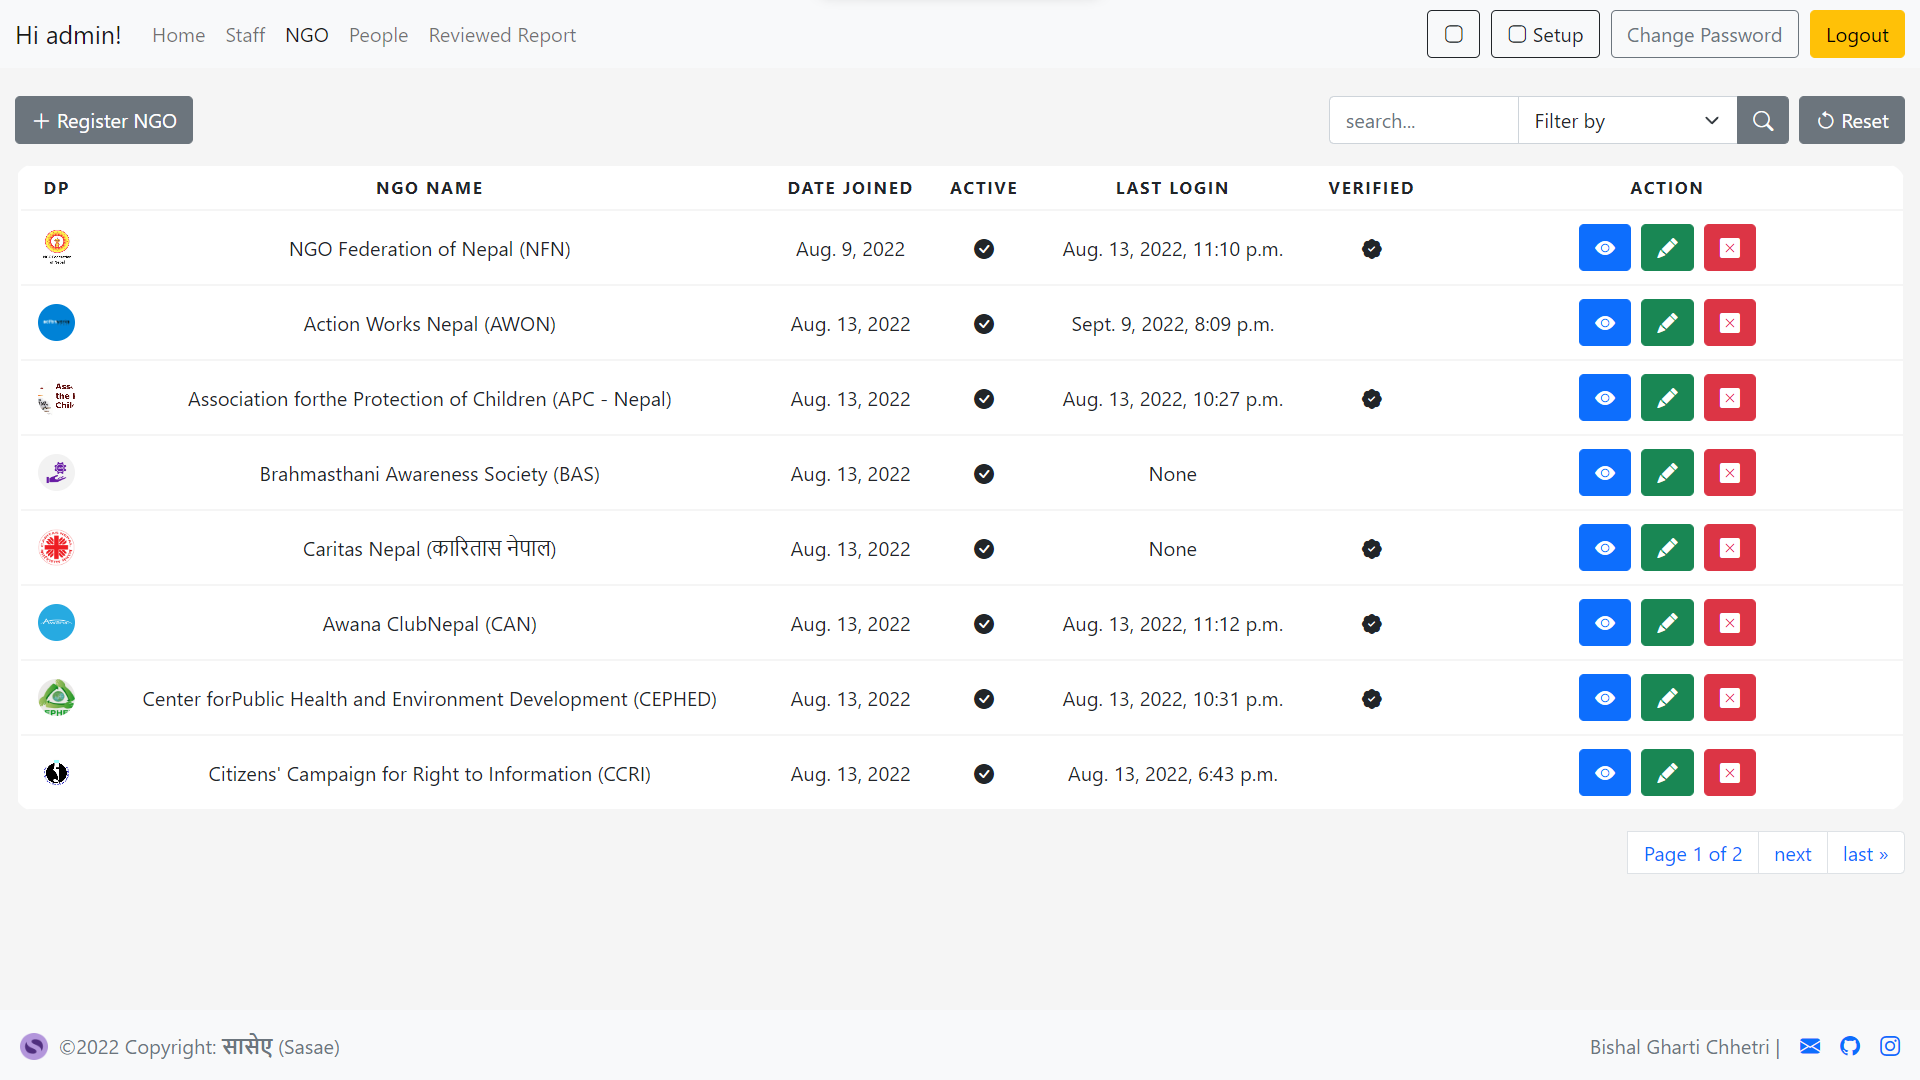 Hi admin! Home Staff NGO People Reviewed Report Setup Change Password Logout
Register NGO search... Filter by Reset
DP NGO NAME DATE JOINED ACTIVE LAST LOGIN VERIFIED ACTION
NGO Federation of Nepal (NFN) Aug. 9, 2022 Aug. 13, 2022, 11:10 p.m.
Action Works Nepal (AWON) Aug. 13, 2022 Sept. 9, 2022, 8:09 p.m.
Association forthe Protection of Children (APC - Nepal) Aug. 13, 2022 Aug. 13, 2022, 10:27 p.m.
Brahmasthani Awareness Society (BAS) Aug. 13, 2022 None
Caritas Nepal (कारितास नेपाल) Aug. 13, 2022 None
Awana ClubNepal (CAN) Aug. 13, 2022 Aug. 13, 2022, 11:12 p.m.
Center forPublic Health and Environment Development (CEPHED) Aug. 13, 2022 Aug. 13, 2022, 10:31 p.m.
Citizens' Campaign for Right to Information (CCRI) Aug. 13, 2022 Aug. 13, 2022, 6:43 p.m.
Page 1 of 2 next last »
©2022 Copyright: सासेए (Sasae) Bishal Gharti Chhetri |